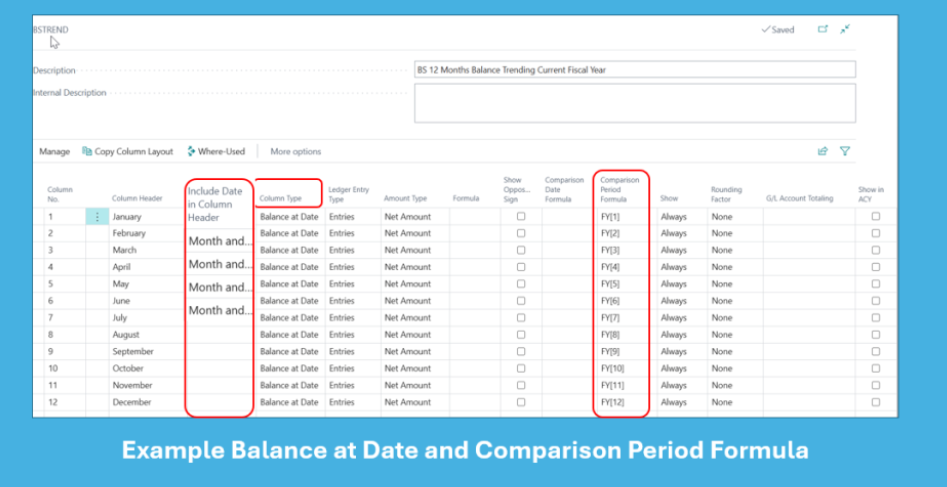 BSTREND
Saved
Description
BS 12 Months Balance Trending Current Fiscal Year
Internal Description
Manage Copy Column Layout Where-Used More options
Column No. Column Header Include Date in Column Header Column Type Ledger Entry Type Amount Type Formula Show Oppos... Sign Comparison Date Formula Comparison Period Formula Show Rounding Factor G/L Account Totaling Show in ACY
1 January Balance at Date Entries Net Amount FY[1] Always None
2 February Month and... Balance at Date Entries Net Amount FY[2] Always None
3 March Balance at Date Entries Net Amount FY[3] Always None
4 April Month and... Balance at Date Entries Net Amount FY[4] Always None
5 May Month and... Balance at Date Entries Net Amount FY[5] Always None
6 June Balance at Date Entries Net Amount FY[6] Always None
7 July Month and... Balance at Date Entries Net Amount FY[7] Always None
8 August Balance at Date Entries Net Amount FY[8] Always None
9 September Balance at Date Entries Net Amount FY[9] Always None
10 October Balance at Date Entries Net Amount FY[10] Always None
11 November Balance at Date Entries Net Amount FY[11] Always None
12 December Balance at Date Entries Net Amount FY[12] Always None
Example Balance at Date and Comparison Period Formula